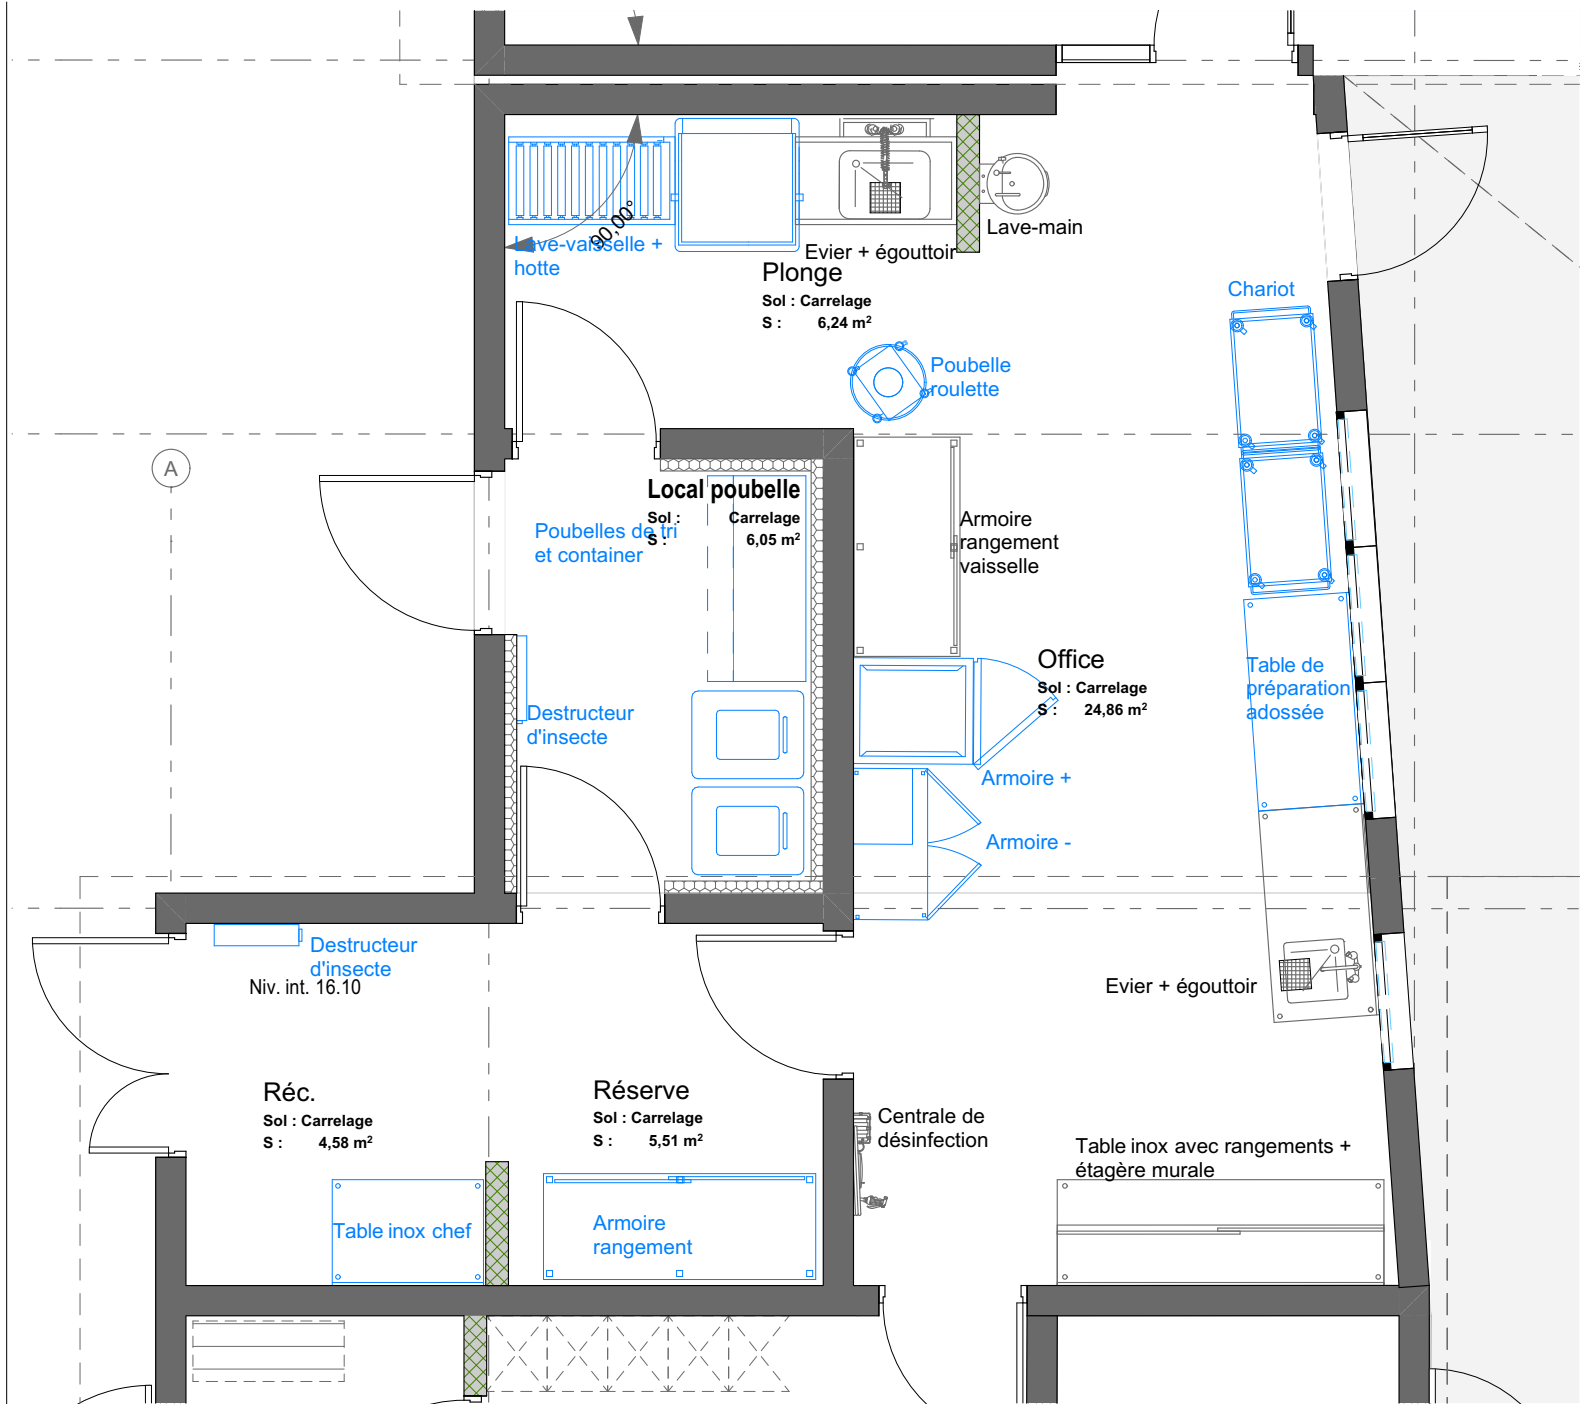 90,00°
Lave-vaisselle +
hotte
Evier + égouttoir
Lave-main
Plonge
Sol : Carrelage
S : 6,24 m²
Chariot
Poubelle
roulette
A
Local poubelle
Sol : Carrelage
S : 6,05 m²
Poubelles de tri
et container
Armoire
rangement
vaisselle
Office
Sol : Carrelage
S : 24,86 m²
Table de
préparation
adossée
Destructeur
d'insecte
Armoire +
Armoire -
Destructeur
d'insecte
Niv. int. 16.10
Evier + égouttoir
Réc.
Sol : Carrelage
S : 4,58 m²
Réserve
Sol : Carrelage
S : 5,51 m²
Centrale de
désinfection
Table inox avec rangements +
étagère murale
Table inox chef
Armoire
rangement